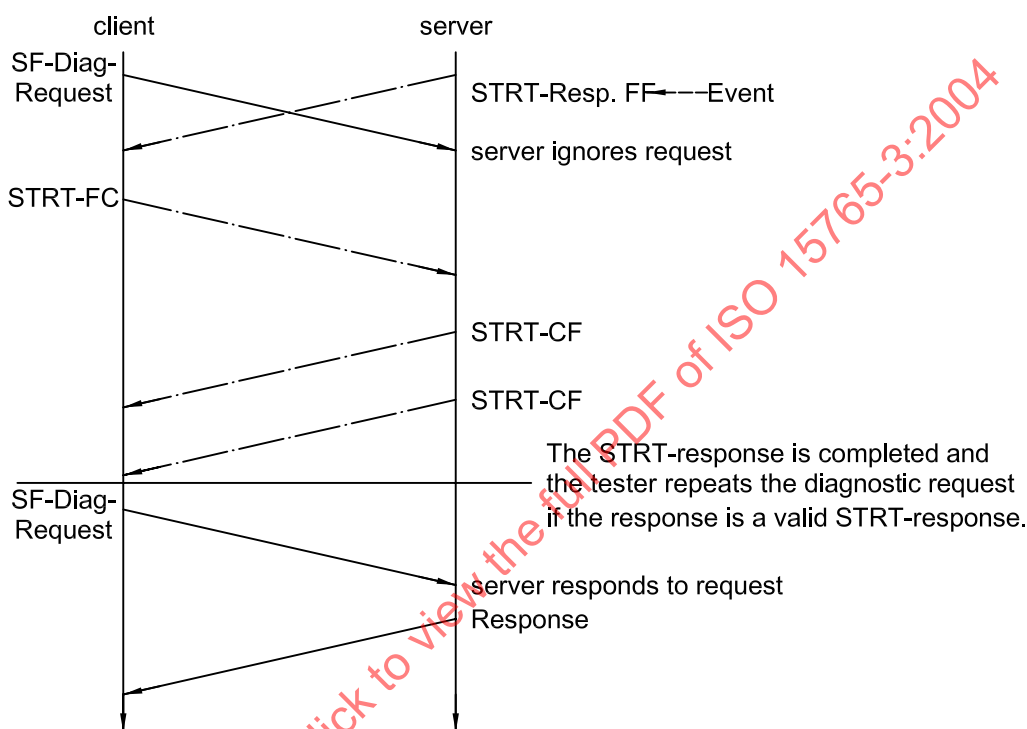 client
server
SF-Diag-
Request
STRT-Resp. FF
Event
server ignores request
STRT-FC
STRT-CF
STRT-CF
The STRT-response is completed and
the tester repeats the diagnostic request
if the response is a valid STRT-response.
SF-Diag-
Request
server responds to request
Response
lick to view the full PDF of ISO 15765-3:2004